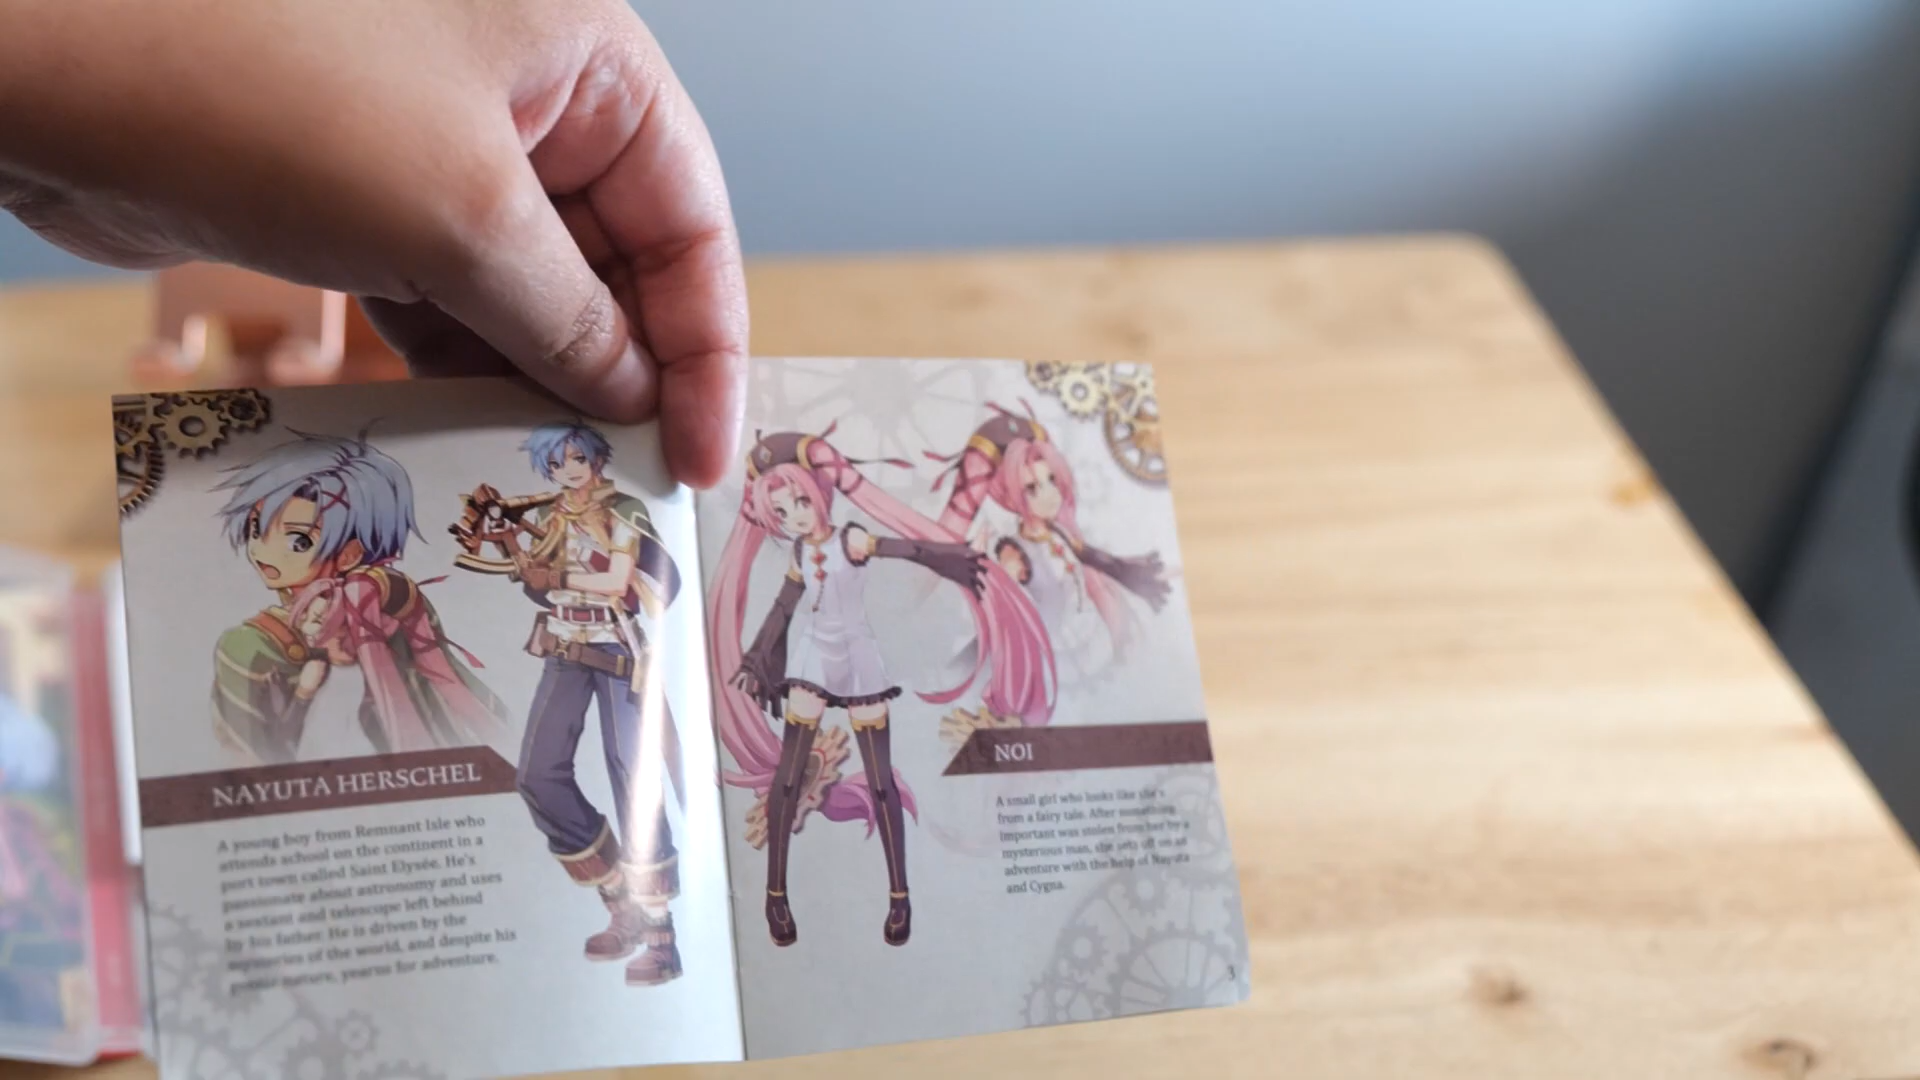 NAYUTA HERSCHEL
A young boy from Remnant Isle who
attends school on the continent in a
port town called Saint Elysée. He's
passionate about astronomy and uses
a sextant and telescope left behind
by his father. He is driven by the
mysteries of the world, and despite his
gentle nature, yearns for adventure.
NOI
A small girl who looks like she's
from a fairy tale. After something
important was stolen from her by a
mysterious man, she sets off on an
adventure with the help of Nayuta
and Cygna.
3